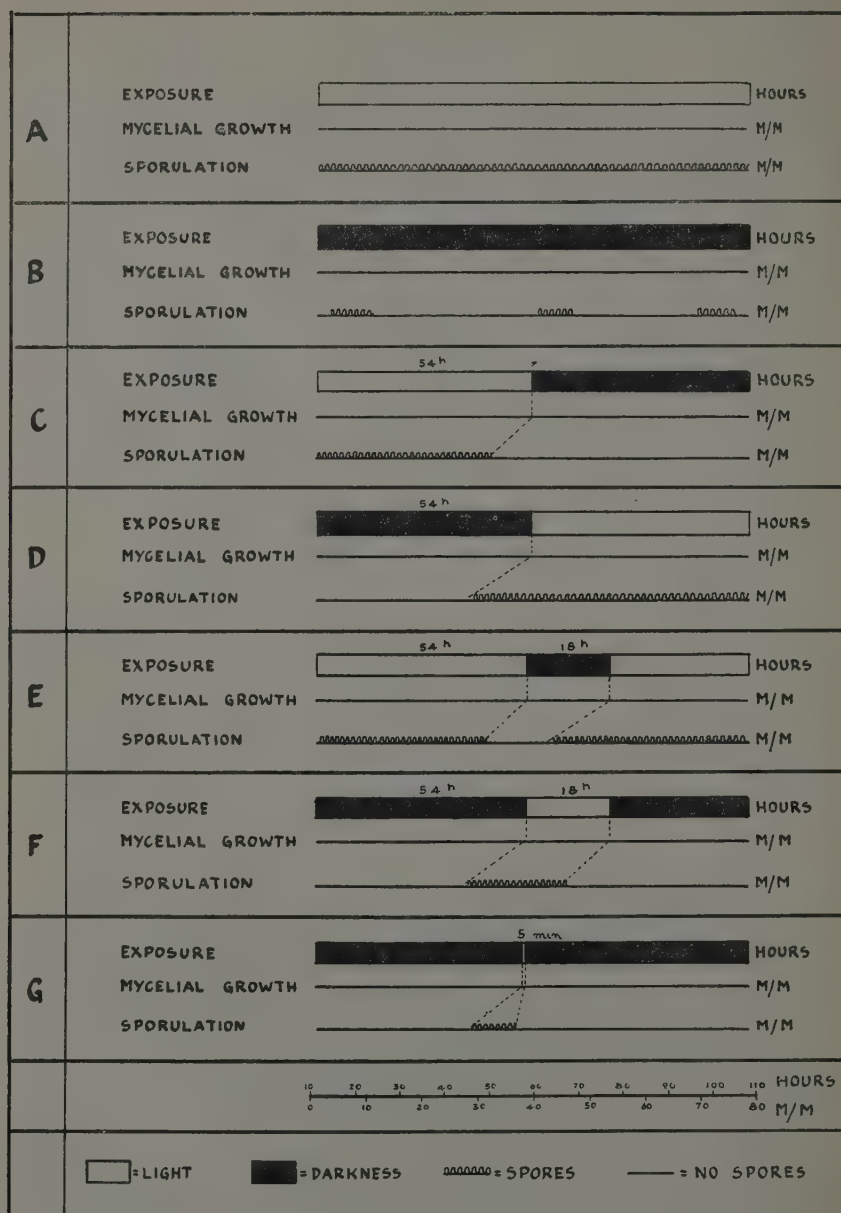 A
EXPOSURE HOURS
MYCELIAL GROWTH M/M
SPORULATION M/M
B
EXPOSURE HOURS
MYCELIAL GROWTH M/M
SPORULATION M/M
C
54 h
EXPOSURE HOURS
MYCELIAL GROWTH M/M
SPORULATION M/M
D
54 h
EXPOSURE HOURS
MYCELIAL GROWTH M/M
SPORULATION M/M
E
54 h 18 h
EXPOSURE HOURS
MYCELIAL GROWTH M/M
SPORULATION M/M
F
54 h 18 h
EXPOSURE HOURS
MYCELIAL GROWTH M/M
SPORULATION M/M
G
5 min
EXPOSURE HOURS
MYCELIAL GROWTH M/M
SPORULATION M/M
10 20 30 40 50 60 70 80 90 100 110 HOURS
0 10 20 30 40 50 60 70 80 M/M
= LIGHT = DARKNESS = SPORES = NO SPORES